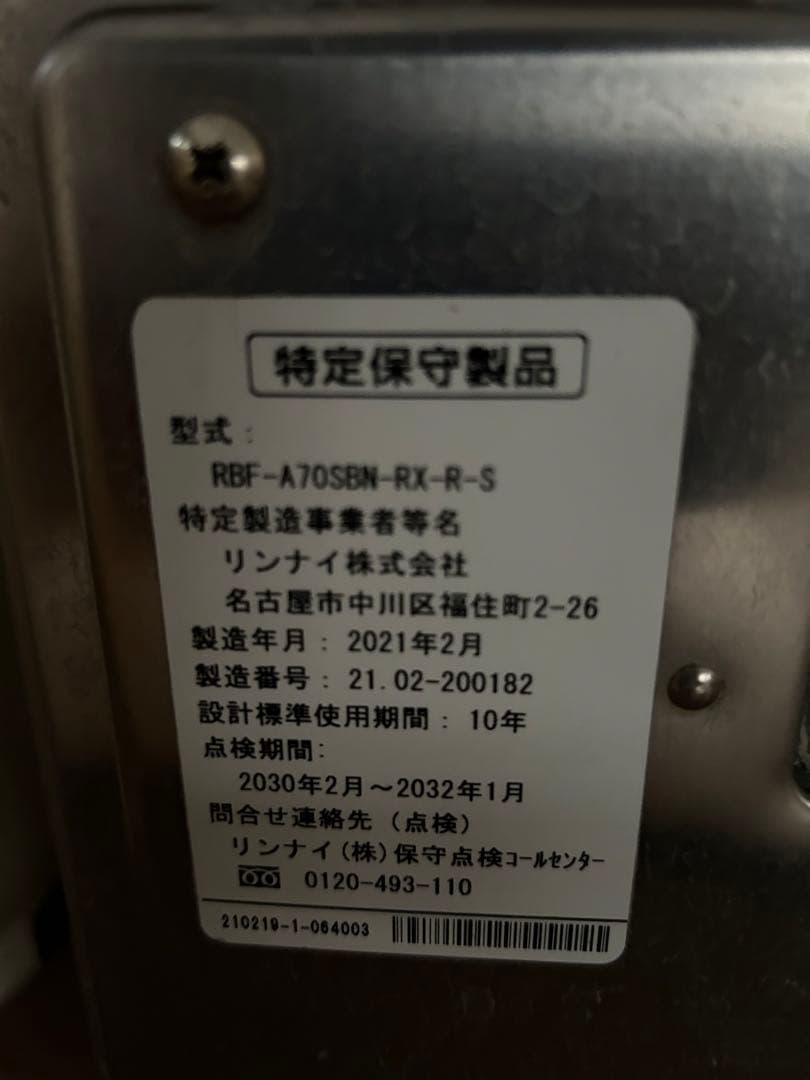 特定保守製品
型式：
RBF-A70SBN-RX-R-S
特定製造事業者等名
リンナイ株式会社
名古屋市中川区福住町2-26
製造年月：2021年2月
製造番号：21.02-200182
設計標準使用期間：10年
点検期間：
2030年2月～2032年1月
問合せ連絡先（点検）
リンナイ(株)保守点検コールセンター
0120-493-110
210219-1-064003